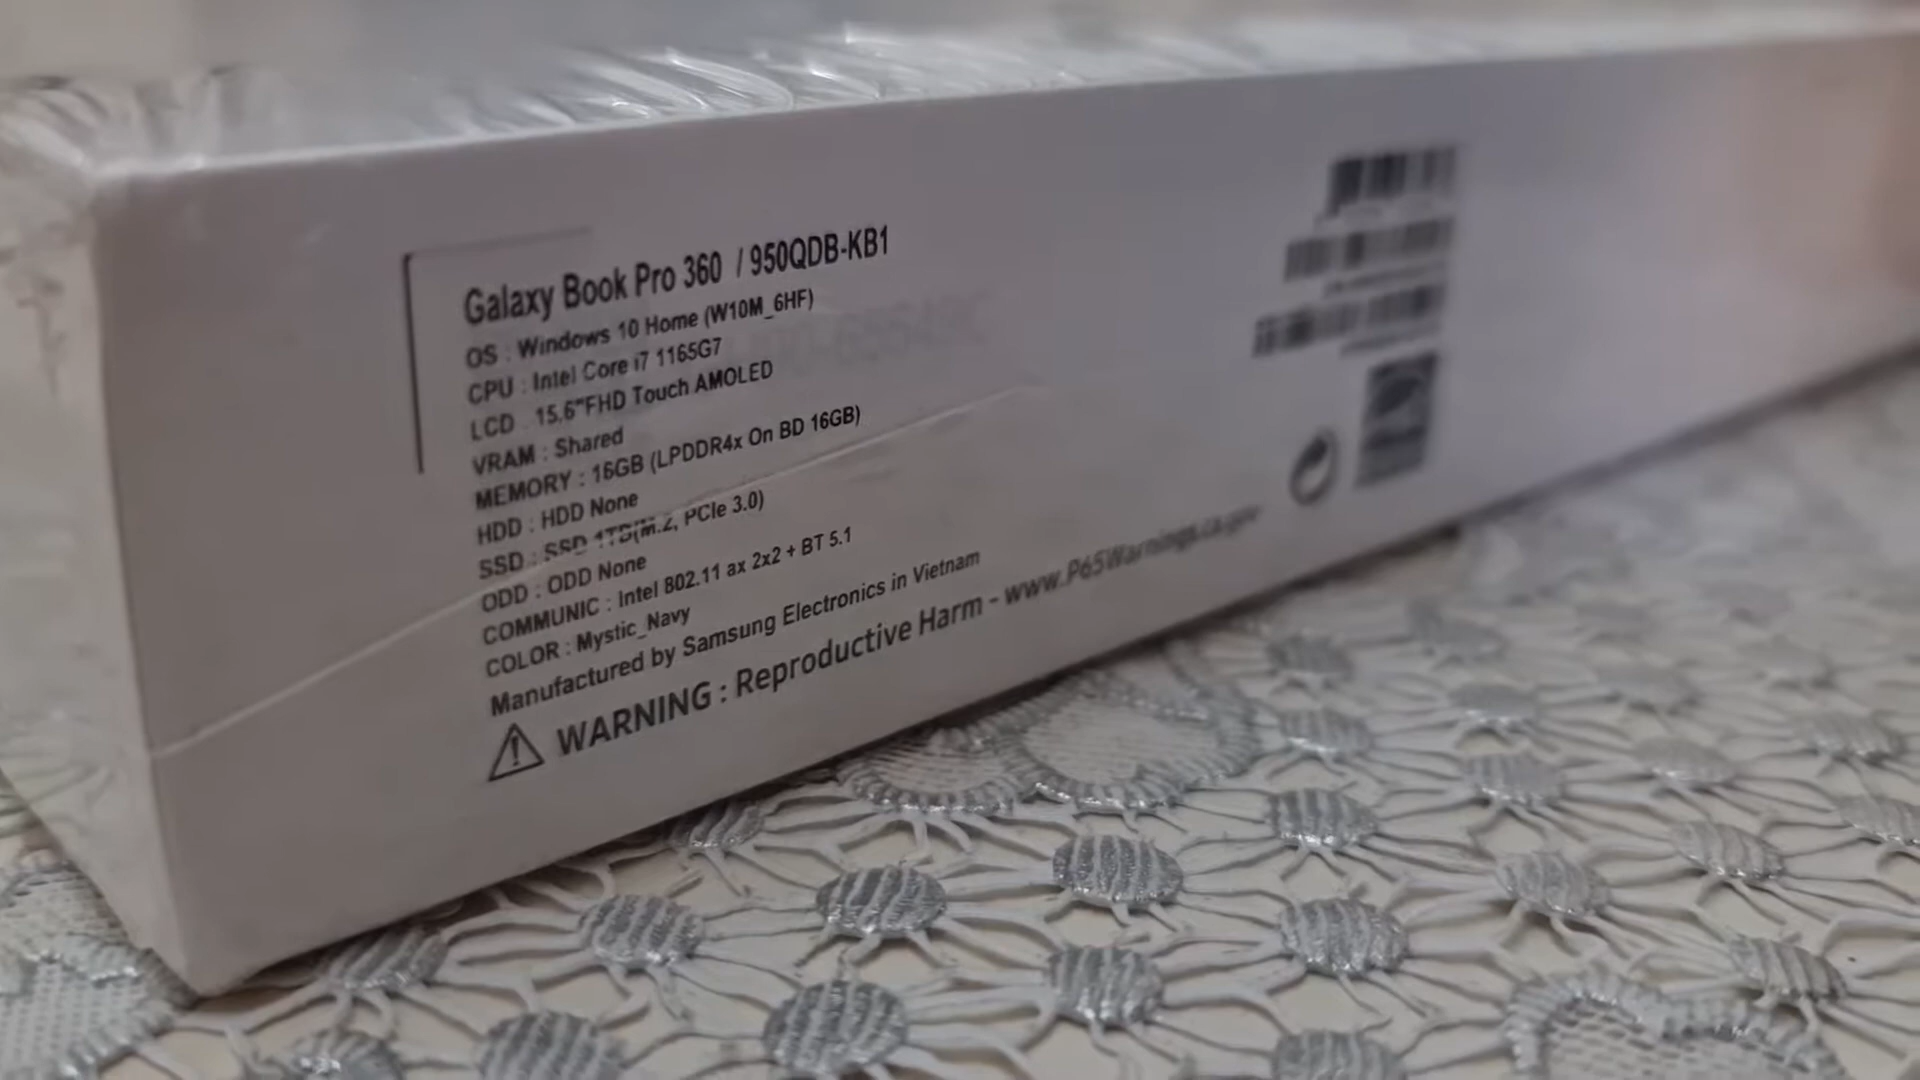 Galaxy Book Pro 360 / 950QDB-KB1
OS : Windows 10 Home (W10M_6HF)
CPU : Intel Core i7 1165G7
LCD : 15.6"FHD Touch AMOLED
VRAM : Shared
MEMORY : 16GB (LPDDR4x On BD 16GB)
HDD : HDD None
SSD : SSD 1TB(M.2, PCIe 3.0)
ODD : ODD None
COMMUNIC : Intel 802.11 ax 2x2 + BT 5.1
COLOR : Mystic_Navy
Manufactured by Samsung Electronics in Vietnam
WARNING : Reproductive Harm - www.P65Warnings.ca.gov